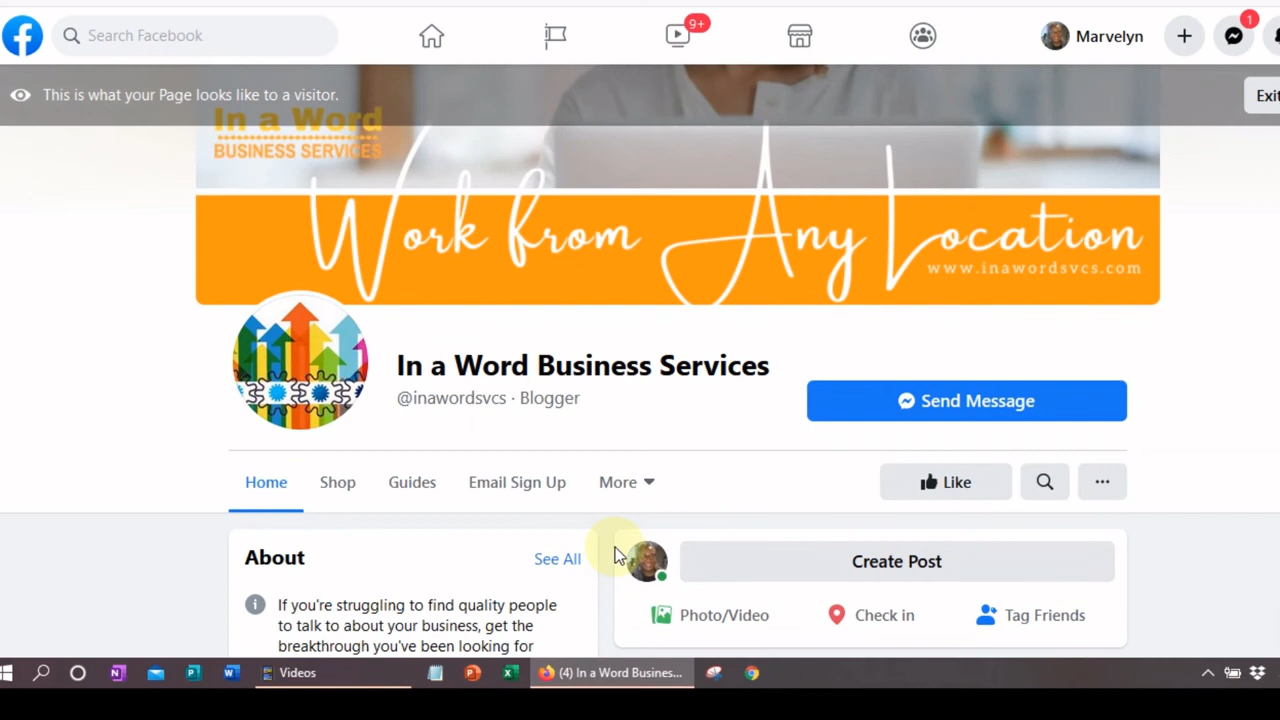 Search Facebook
9+
Marvelyn
1
This is what your Page looks like to a visitor.
Exit
In a Word
BUSINESS SERVICES
Work from Any Location
www.inawordsvcs.com
In a Word Business Services
@inawordsvcs · Blogger
Send Message
Home
Shop
Guides
Email Sign Up
More
Like
About
See All
Create Post
If you're struggling to find quality people
to talk to about your business, get the
breakthrough you've been looking for
Photo/Video
Check in
Tag Friends
Videos
(4) In a Word Busines...